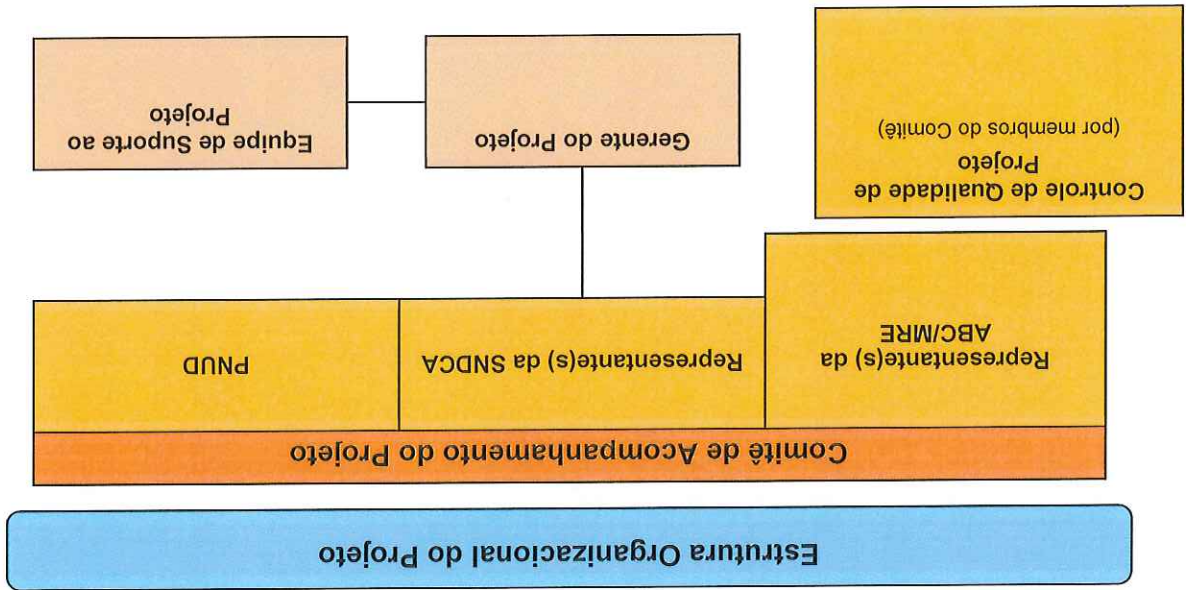 Estrutura Organizacional do Projeto
Comitê de Acompanhamento do Projeto
Representante(s) da
ABC/MRE
Representante(s) da SNDCA
PNUD
Controle de Qualidade de
Projeto
(por membros do Comitê)
Gerente do Projeto
Equipe de Suporte ao
Projeto